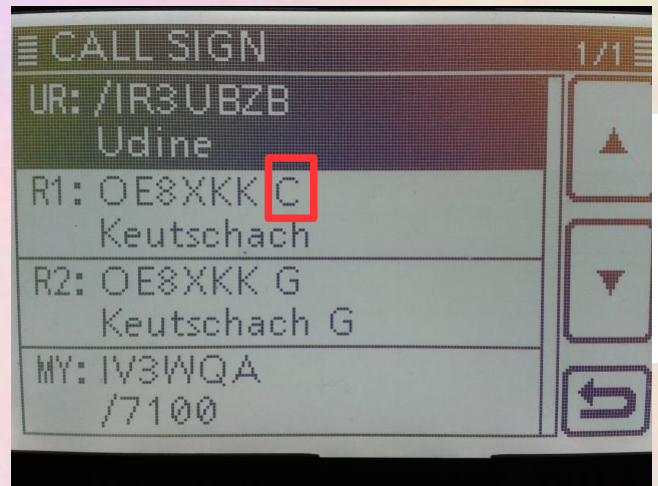 CALL SIGN 1/1
UR: /IR3UBZB
Udine
R1: OE8XKK C
Keutschach
R2: OE8XKK G
Keutschach G
MY: IV3WQA
/7100